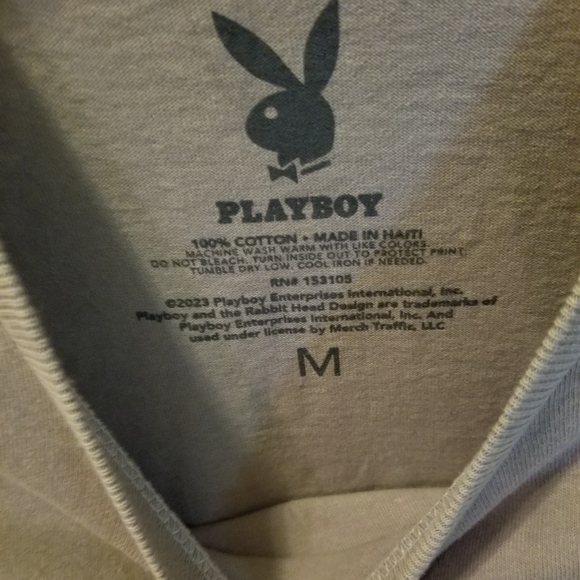 PLAYBOY
100% COTTON • MADE IN HAITI
MACHINE WASH WARM WITH LIKE COLORS.
DO NOT BLEACH. TURN INSIDE OUT TO PROTECT PRINT.
TUMBLE DRY LOW. COOL IRON IF NEEDED.
RN# 153105
©2023 Playboy Enterprises International, Inc.
Playboy and the Rabbit Head Design are trademarks of
Playboy Enterprises International, Inc. And
used under license by Merch Traffic, LLC
M